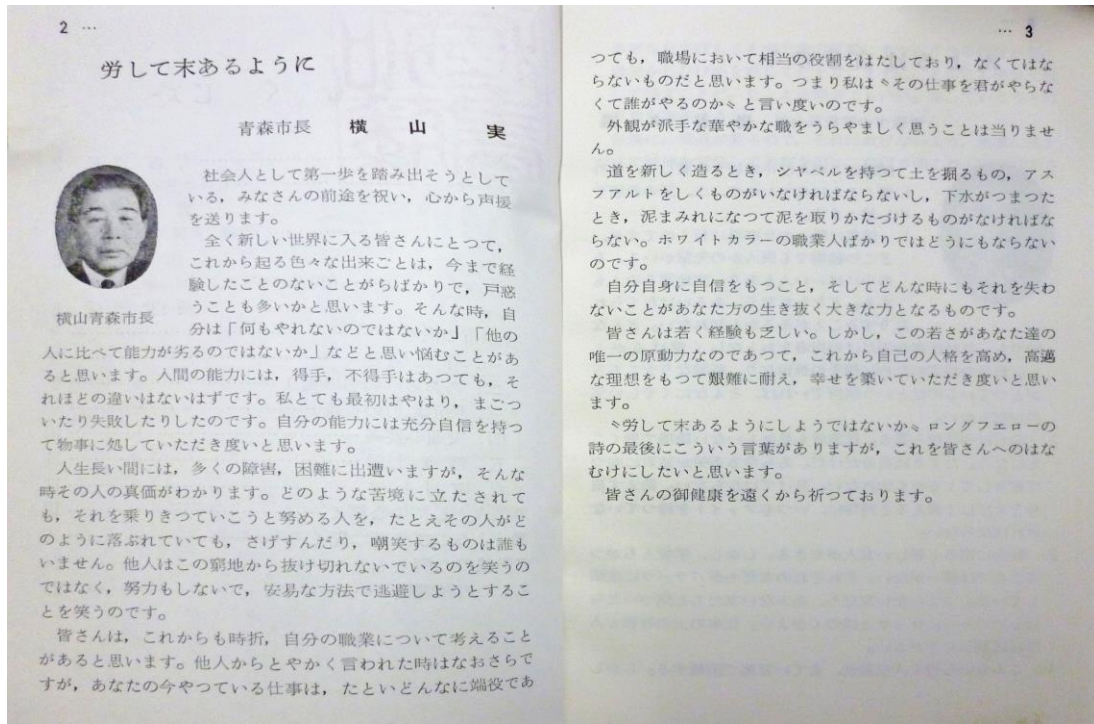 2 …
労して末あるように
青森市長　横　山　実
横山青森市長
社会人として第一歩を踏み出そうとして
いる，みなさんの前途を祝い，心から声援
を送ります。
全く新しい世界に入る皆さんにとつて，
これから起る色々な出来ごとは，今まで経
験したことのないことがらばかりで，戸惑
うことも多いかと思います。そんな時，自
分は「何もやれないのではないか」「他の
人に比べて能力が劣るのではないか」などと思い悩むことがあ
ると思います。人間の能力には，得手，不得手はあつても，そ
れほどの違いはないはずです。私とても最初はやはり，まごつ
いたり失敗したりしたのです。自分の能力には充分自信を持つ
て物事に処していただき度いと思います。
人生長い間には，多くの障害，困難に出遭いますが，そんな
時その人の真価がわかります。どのような苦境に立たされて
も，それを乗りきつていこうと努める人を，たとえその人がど
のように落ぶれていても，さげすんだり，嘲笑するものは誰も
いません。他人はこの窮地から抜け切れないでいるのを笑うの
ではなく，努力もしないで，安易な方法で逃避しようとするこ
とを笑うのです。
皆さんは，これからも時折，自分の職業について考えること
があると思います。他人からとやかく言われた時はなおさらで
すが，あなたの今やつている仕事は，たといどんなに端役であ
… 3
つても，職場において相当の役割をはたしており，なくてはな
らないものだと思います。つまり私は〝その仕事を君がやらな
くて誰がやるのか〟と言い度いのです。
外観が派手な華やかな職をうらやましく思うことは当りませ
ん。
道を新しく造るとき，シヤベルを持つて土を掘るもの，アス
フアルトをしくものがいなければならないし，下水がつまつた
とき，泥まみれになつて泥を取りかたづけるものがなければな
らない。ホワイトカラーの職業人ばかりではどうにもならない
のです。
自分自身に自信をもつこと，そしてどんな時にもそれを失わ
ないことがあなた方の生き抜く大きな力となるものです。
皆さんは若く経験も乏しい。しかし，この若さがあなた達の
唯一の原動力なのであつて，これから自己の人格を高め，高邁
な理想をもつて艱難に耐え，幸せを築いていただき度いと思い
ます。
〝労して末あるようにしようではないか〟ロングフエローの
詩の最後にこういう言葉がありますが，これを皆さんへのはな
むけにしたいと思います。
皆さんの御健康を遠くから祈つております。